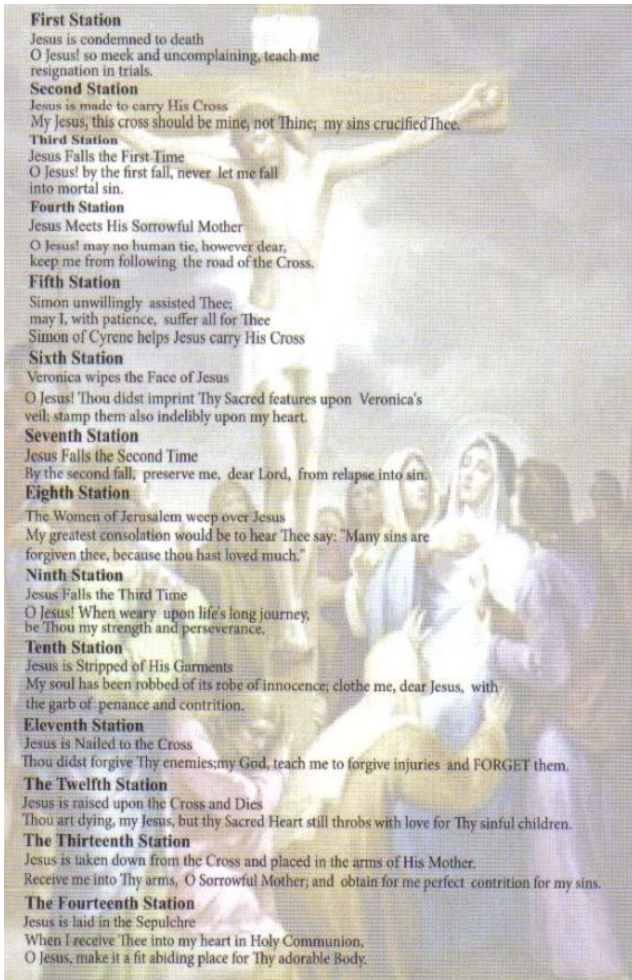 First Station
Jesus is condemned to death
O Jesus! so meek and uncomplaining, teach me
resignation in trials.
Second Station
Jesus is made to carry His Cross
My Jesus, this cross should be mine, not Thine; my sins crucifiedThee.
Third Station
Jesus Falls the First Time
O Jesus! by the first fall, never let me fall
into mortal sin.
Fourth Station
Jesus Meets His Sorrowful Mother
O Jesus! may no human tie, however dear,
keep me from following the road of the Cross.
Fifth Station
Simon unwillingly assisted Thee;
may I, with patience, suffer all for Thee
Simon of Cyrene helps Jesus carry His Cross
Sixth Station
Veronica wipes the Face of Jesus
O Jesus! Thou didst imprint Thy Sacred features upon Veronica's
veil; stamp them also indelibly upon my heart.
Seventh Station
Jesus Falls the Second Time
By the second fall, preserve me, dear Lord, from relapse into sin.
Eighth Station
The Women of Jerusalem weep over Jesus
My greatest consolation would be to hear Thee say: "Many sins are
forgiven thee, because thou hast loved much."
Ninth Station
Jesus Falls the Third Time
O Jesus! When weary upon life's long journey,
be Thou my strength and perseverance.
Tenth Station
Jesus is Stripped of His Garments
My soul has been robbed of its robe of innocence; clothe me, dear Jesus, with
the garb of penance and contrition.
Eleventh Station
Jesus is Nailed to the Cross
Thou didst forgive Thy enemies;my God, teach me to forgive injuries and FORGET them.
The Twelfth Station
Jesus is raised upon the Cross and Dies
Thou art dying, my Jesus, but thy Sacred Heart still throbs with love for Thy sinful children.
The Thirteenth Station
Jesus is taken down from the Cross and placed in the arms of His Mother.
Receive me into Thy arms, O Sorrowful Mother; and obtain for me perfect contrition for my sins.
The Fourteenth Station
Jesus is laid in the Sepulchre
When I receive Thee into my heart in Holy Communion,
O Jesus, make it a fit abiding place for Thy adorable Body.